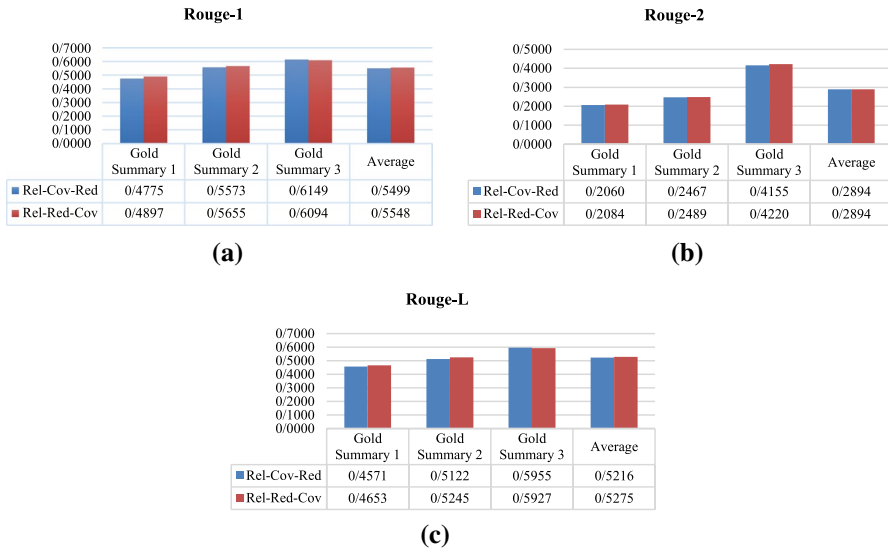 Rouge-1
0/7000
0/6000
0/5000
0/4000
0/3000
0/2000
0/1000
0/0000
Gold Summary 1 Gold Summary 2 Gold Summary 3 Average
Rel-Cov-Red 0/4775 0/5573 0/6149 0/5499
Rel-Red-Cov 0/4897 0/5655 0/6094 0/5548
(a)
Rouge-2
0/5000
0/4000
0/3000
0/2000
0/1000
0/0000
Gold Summary 1 Gold Summary 2 Gold Summary 3 Average
Rel-Cov-Red 0/2060 0/2467 0/4155 0/2894
Rel-Red-Cov 0/2084 0/2489 0/4220 0/2894
(b)
Rouge-L
0/7000
0/6000
0/5000
0/4000
0/3000
0/2000
0/1000
0/0000
Gold Summary 1 Gold Summary 2 Gold Summary 3 Average
Rel-Cov-Red 0/4571 0/5122 0/5955 0/5216
Rel-Red-Cov 0/4653 0/5245 0/5927 0/5275
(c)